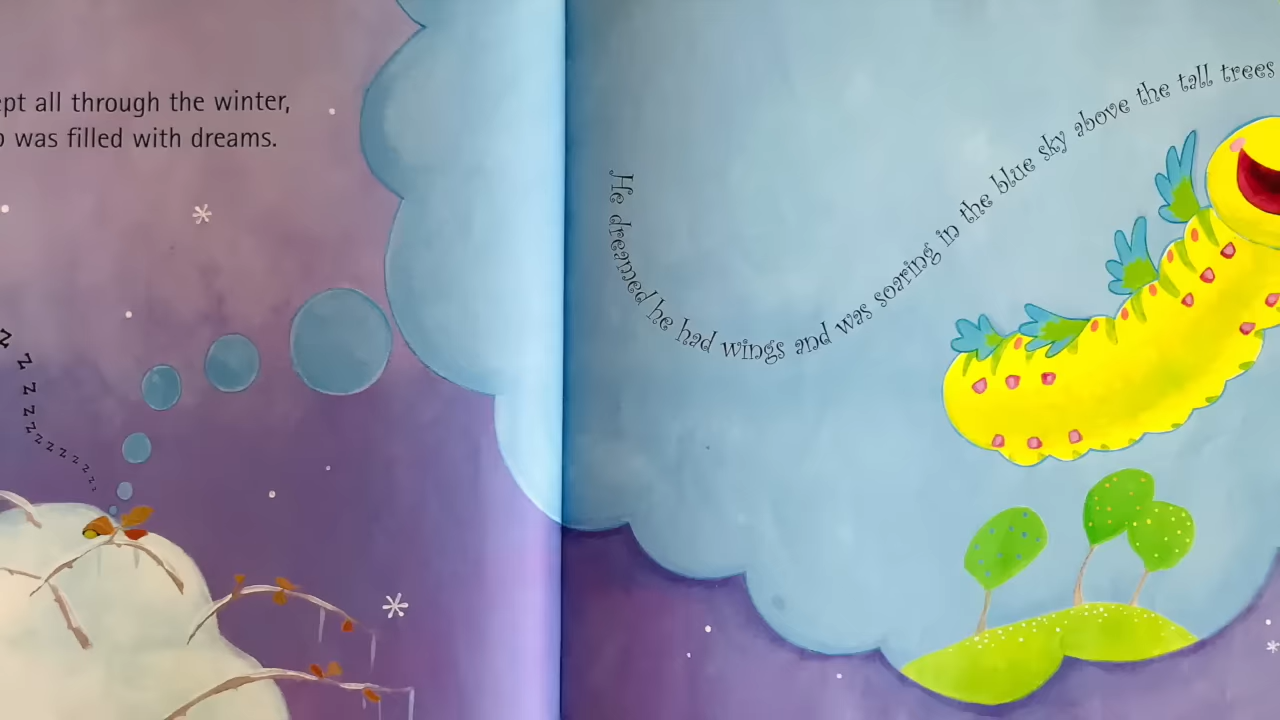 ept all through the winter,
was filled with dreams.
He dreamed he had wings and was soaring in the blue sky above the tall trees
z z z z z z z z z z z z z z